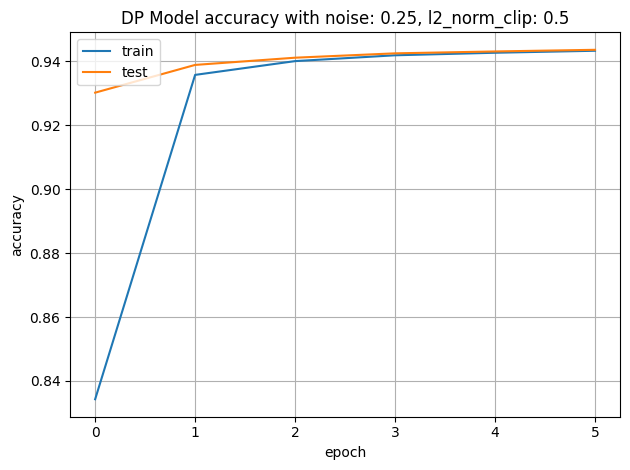 DP Model accuracy with noise: 0.25, l2_norm_clip: 0.5
train
test
0.94
0.92
0.90
0.88
0.86
0.84
accuracy
0 1 2 3 4 5
epoch